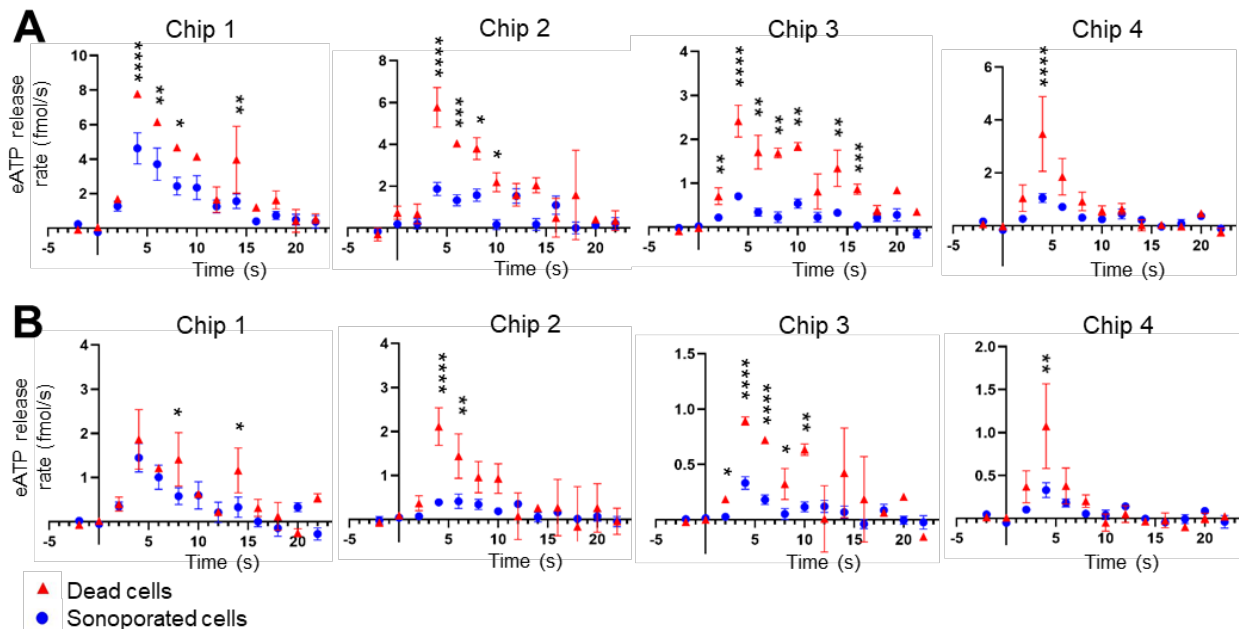 A
Chip 1
Chip 2
Chip 3
Chip 4
eATP release
rate (fmol/s)
10
8
6
4
2
5
10
15
20
-5
Time (s)
**** ** * **
8
6
4
2
-5
5
10
15
20
Time (s)
**** *** * *
4
3
2
1
-5
5
10
15
20
Time (s)
** **** ** ** ** ** ***
6
4
2
-5
5
10
15
20
Time (s)
****
B
Chip 1
Chip 2
Chip 3
Chip 4
eATP release
rate (fmol/s)
4
3
2
1
-5
5
10
15
20
Time (s)
* *
4
3
2
1
-5
5
10
15
20
Time (s)
**** **
1.5
1.0
0.5
-5
5
10
15
20
Time (s)
* **** **** * **
2.0
1.5
1.0
0.5
-5
5
10
15
20
Time (s)
**
Dead cells
Sonoporated cells